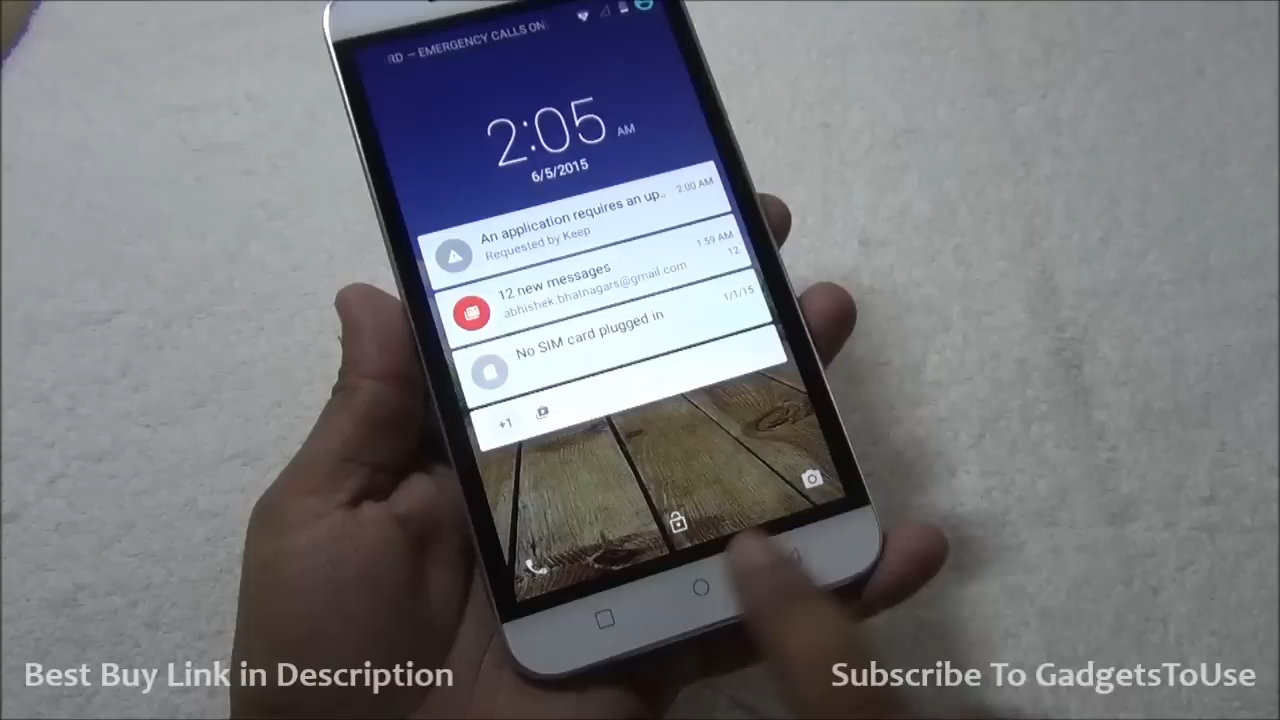 RD — EMERGENCY CALLS ON
2:05 AM
6/5/2015
An application requires an up..
2:00 AM
Requested by Keep
12 new messages
1:59 AM
abhishek.bhatnagars@gmail.com
12
No SIM card plugged in
1/1/15
+1
Best Buy Link in Description
Subscribe To GadgetsToUse